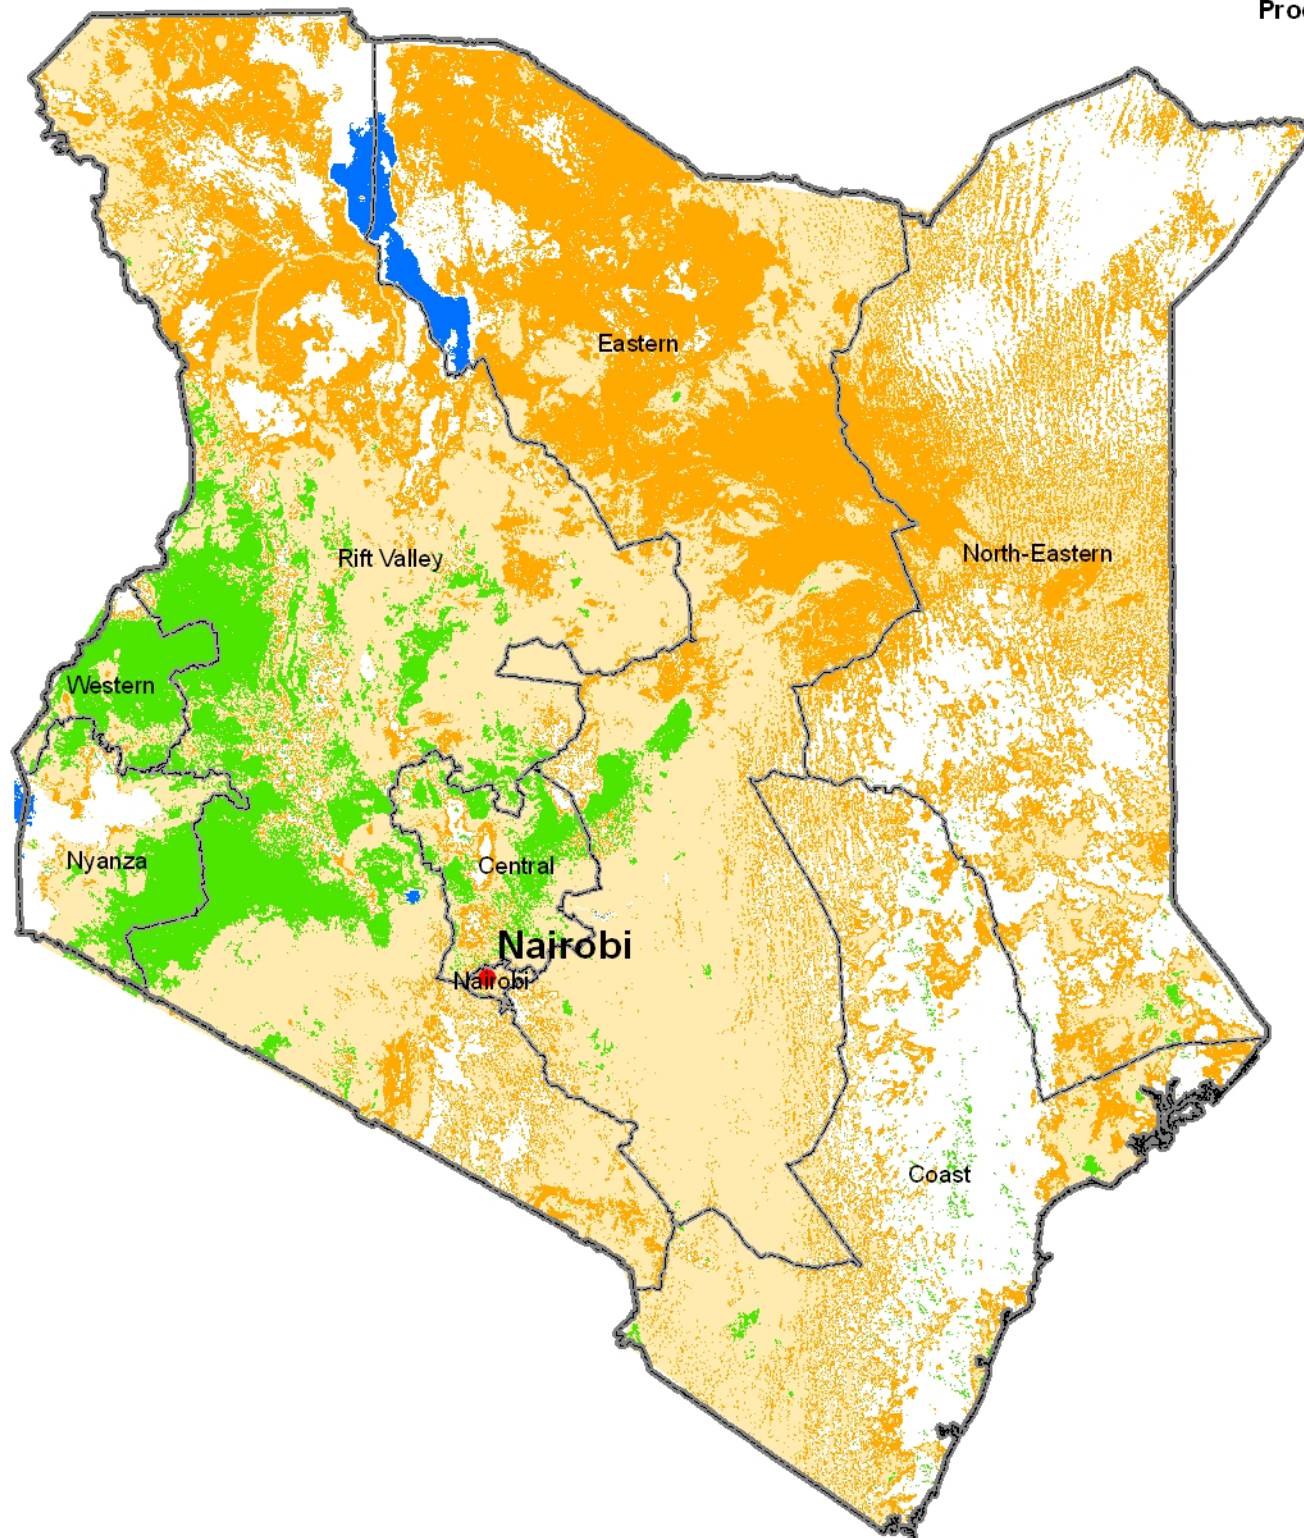 Eastern
Rift Valley
North-Eastern
Western
Nyanza
Central
Nairobi
Nairobi
Coast